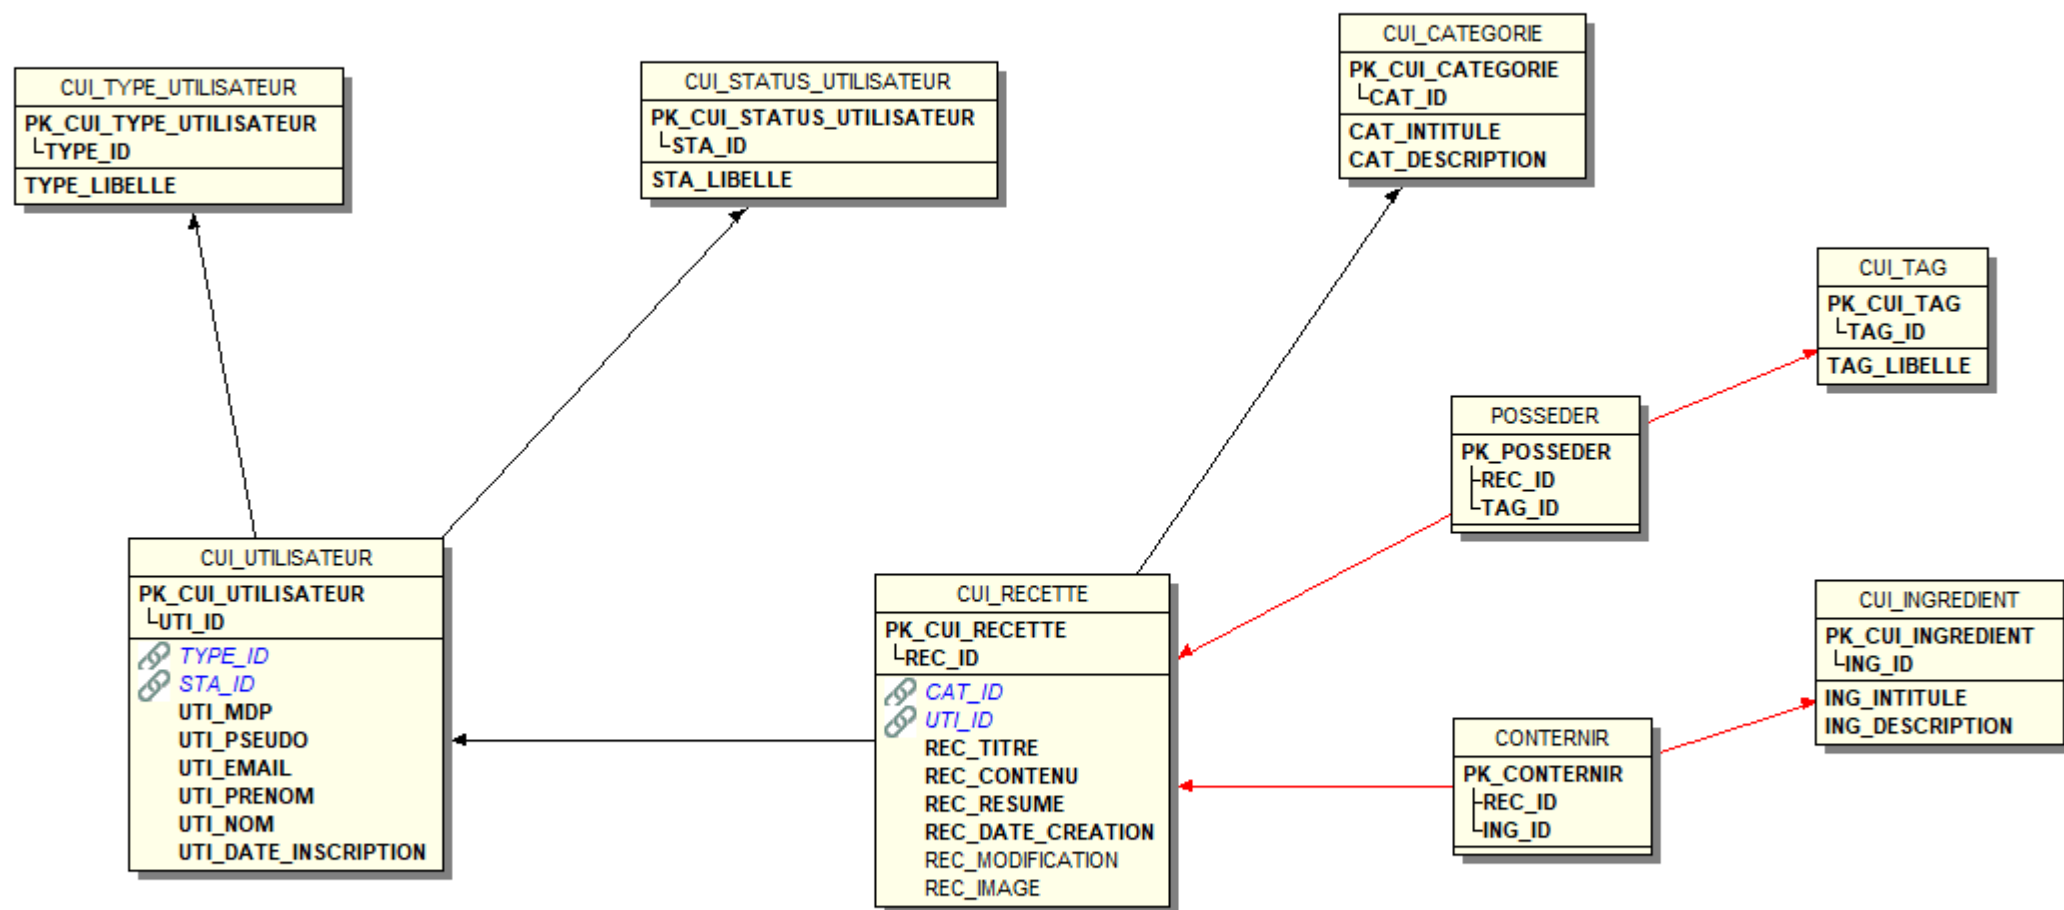 CUI_TYPE_UTILISATEUR
PK_CUI_TYPE_UTILISATEUR
TYPE_ID
TYPE_LIBELLE
CUI_STATUS_UTILISATEUR
PK_CUI_STATUS_UTILISATEUR
STA_ID
STA_LIBELLE
CUI_CATEGORIE
PK_CUI_CATEGORIE
CAT_ID
CAT_INTITULE
CAT_DESCRIPTION
CUI_TAG
PK_CUI_TAG
TAG_ID
TAG_LIBELLE
POSSEDER
PK_POSSEDER
REC_ID
TAG_ID
CUI_UTILISATEUR
PK_CUI_UTILISATEUR
UTI_ID
TYPE_ID
STA_ID
UTI_MDP
UTI_PSEUDO
UTI_EMAIL
UTI_PRENOM
UTI_NOM
UTI_DATE_INSCRIPTION
CUI_RECETTE
PK_CUI_RECETTE
REC_ID
CAT_ID
UTI_ID
REC_TITRE
REC_CONTENU
REC_RESUME
REC_DATE_CREATION
REC_MODIFICATION
REC_IMAGE
CUI_INGREDIENT
PK_CUI_INGREDIENT
ING_ID
ING_INTITULE
ING_DESCRIPTION
CONTERNIR
PK_CONTERNIR
REC_ID
ING_ID